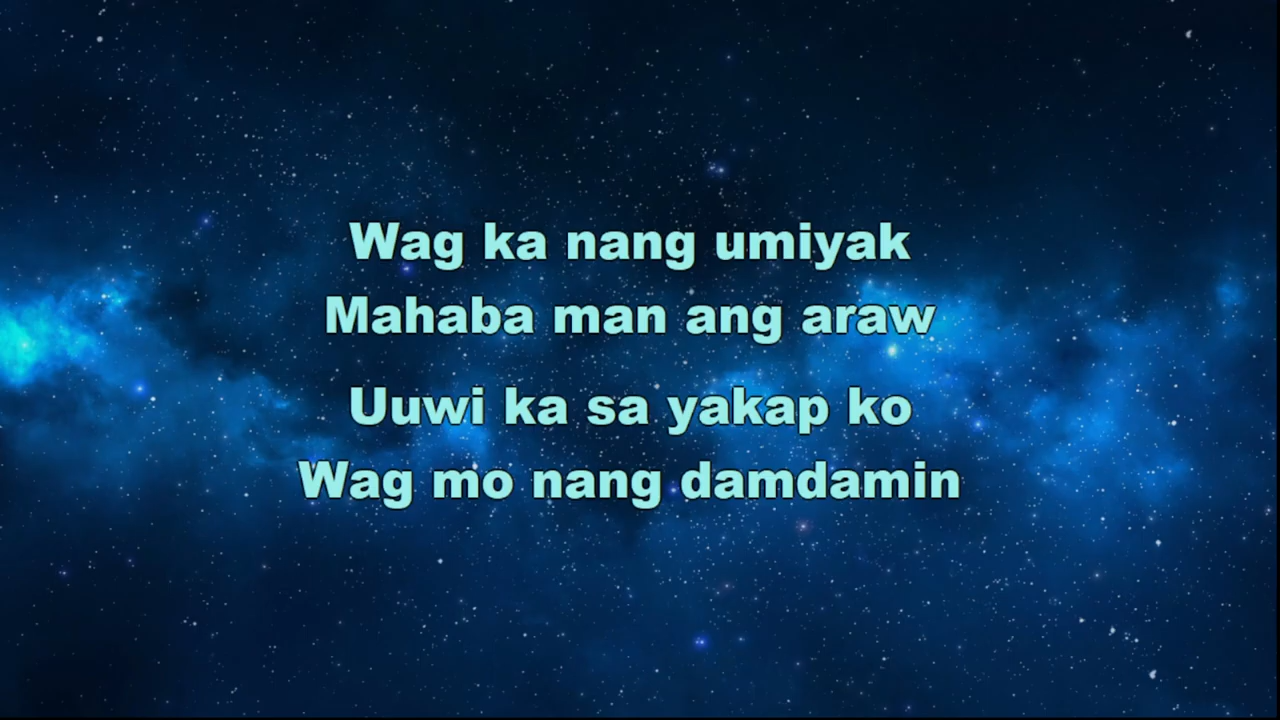 Wag ka nang umiyak
Mahaba man ang araw
Uuwi ka sa yakap ko
Wag mo nang damdamin